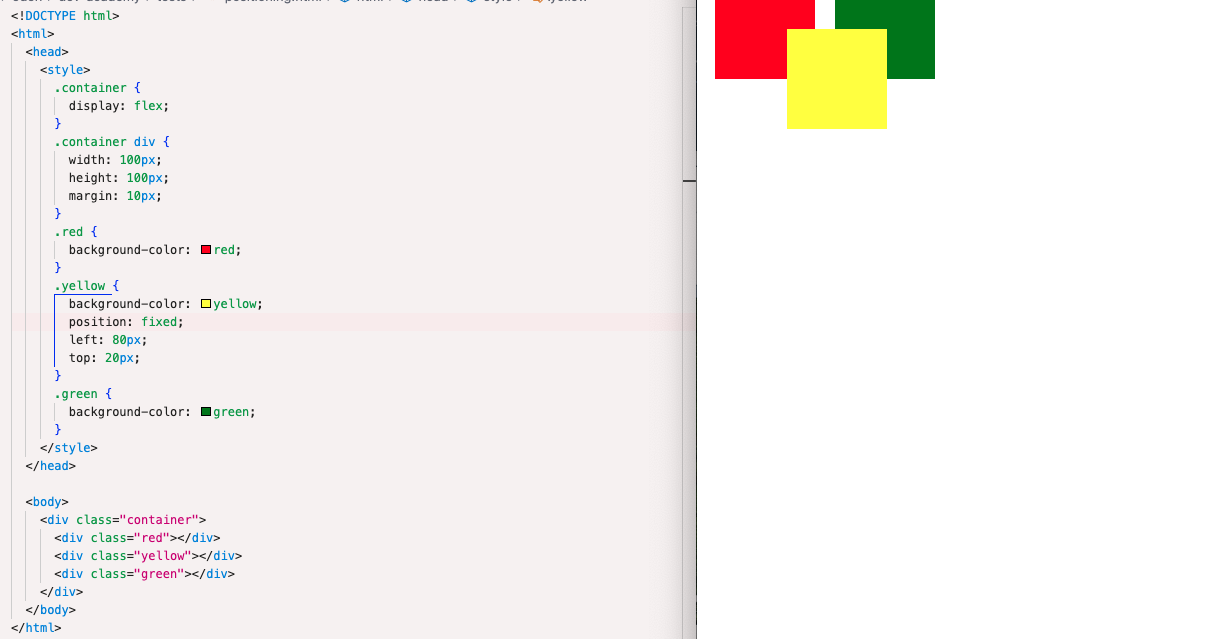 <!DOCTYPE html>
<html>
<head>
<style>
.container {
display: flex;
}
.container div {
width: 100px;
height: 100px;
margin: 10px;
}
.red {
background-color: red;
}
.yellow {
background-color: yellow;
position: fixed;
left: 80px;
top: 20px;
}
.green {
background-color: green;
}
</style>
</head>
<body>
<div class="container">
<div class="red"></div>
<div class="yellow"></div>
<div class="green"></div>
</div>
</body>
</html>